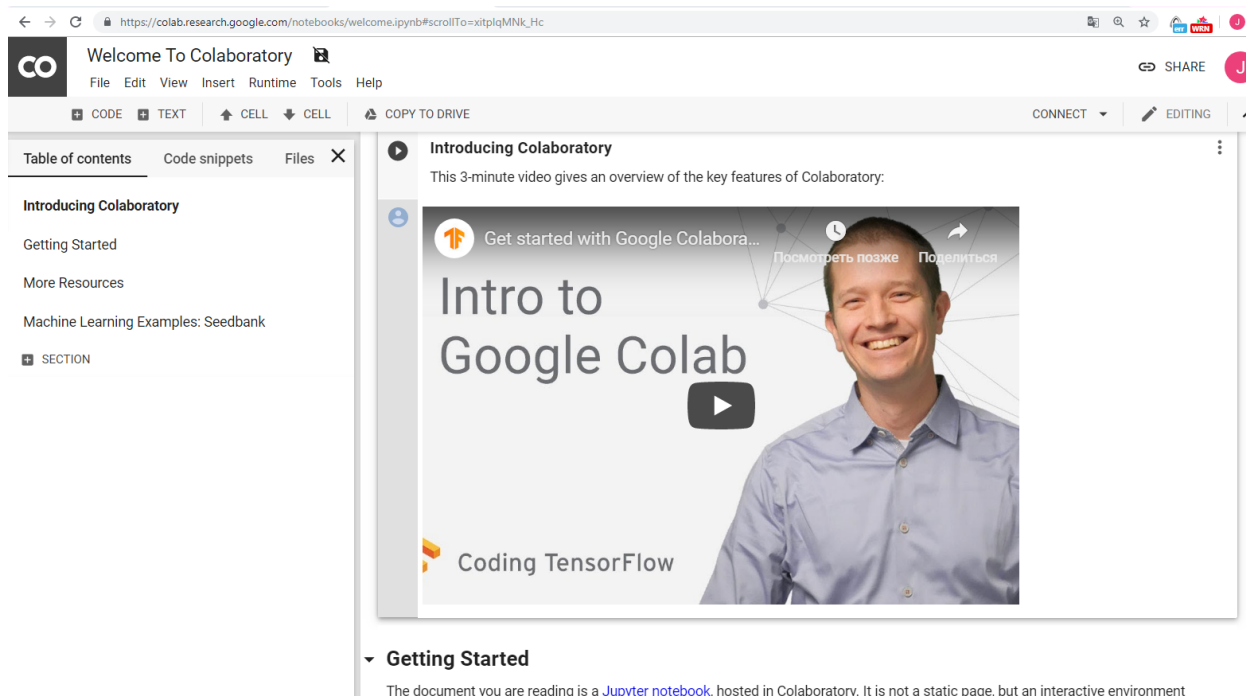 https://colab.research.google.com/notebooks/welcome.ipynb#scrollTo=xitplqMNk_Hc
WRN
J
CO
Welcome To Colaboratory
File Edit View Insert Runtime Tools Help
SHARE
J
CODE TEXT CELL CELL COPY TO DRIVE
CONNECT EDITING
Table of contents Code snippets Files
Introducing Colaboratory
Getting Started
More Resources
Machine Learning Examples: Seedbank
SECTION
Introducing Colaboratory
This 3-minute video gives an overview of the key features of Colaboratory:
Get started with Google Colabora...
Посмотреть позже Поделиться
Intro to
Google Colab
Coding TensorFlow
Getting Started
The document you are reading is a Jupyter notebook, hosted in Colaboratory. It is not a static page, but an interactive environment